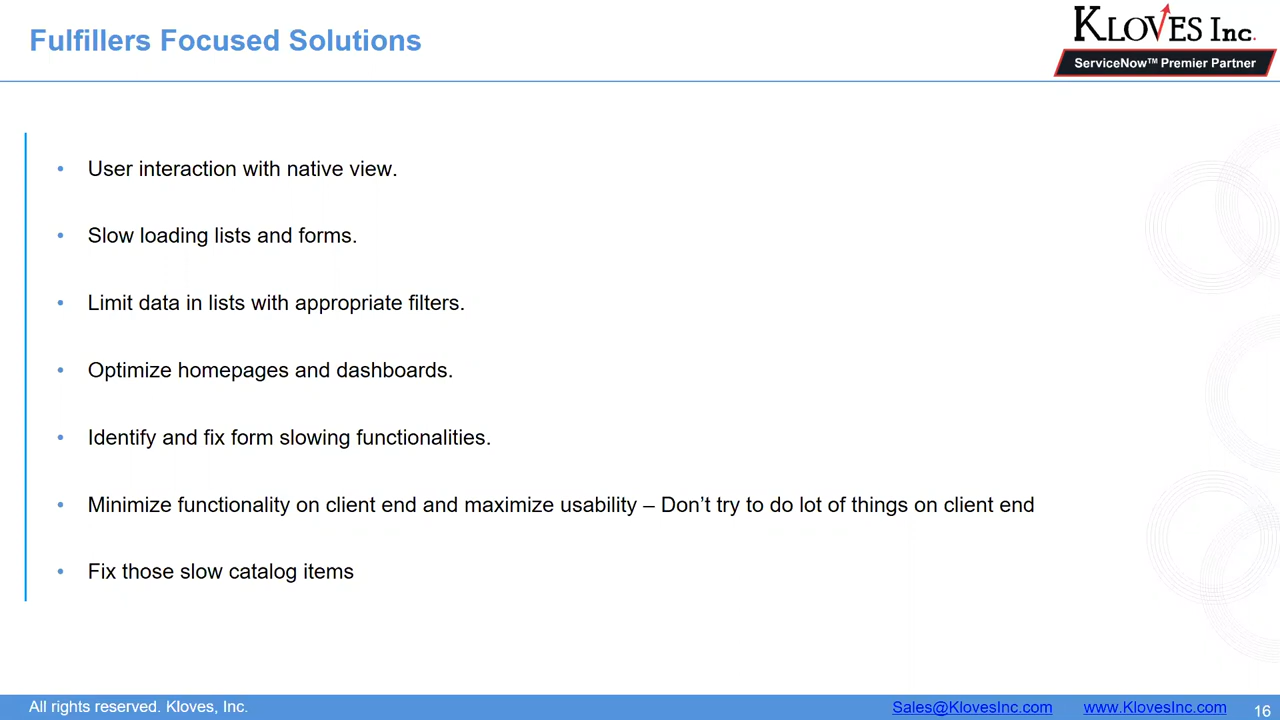 Fulfillers Focused Solutions
KLOVES Inc.
ServiceNow™ Premier Partner
• User interaction with native view.
• Slow loading lists and forms.
• Limit data in lists with appropriate filters.
• Optimize homepages and dashboards.
• Identify and fix form slowing functionalities.
• Minimize functionality on client end and maximize usability – Don’t try to do lot of things on client end
• Fix those slow catalog items
All rights reserved. Kloves, Inc. Sales@KlovesInc.com www.KlovesInc.com 16